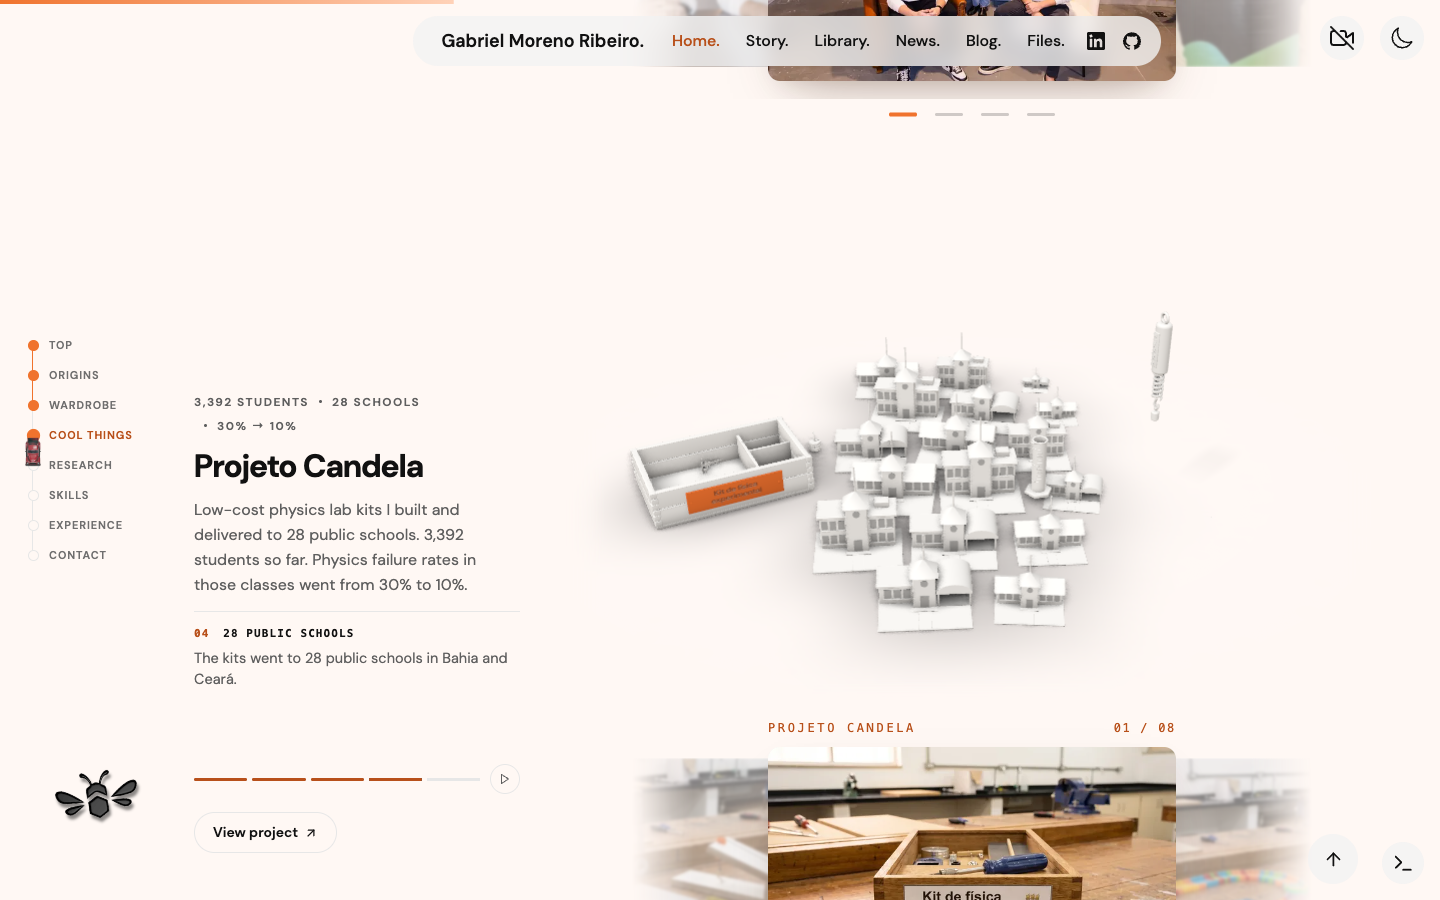 Gabriel Moreno Ribeiro.
Home.
Story.
Library.
News.
Blog.
Files.
TOP
ORIGINS
WARDROBE
COOL THINGS
RESEARCH
SKILLS
EXPERIENCE
CONTACT
3,392 STUDENTS • 28 SCHOOLS
• 30% → 10%
Projeto Candela
Low-cost physics lab kits I built and
delivered to 28 public schools. 3,392
students so far. Physics failure rates in
those classes went from 30% to 10%.
04 28 PUBLIC SCHOOLS
The kits went to 28 public schools in Bahia and
Ceará.
View project ↗
PROJETO CANDELA
01 / 08
Kit de física